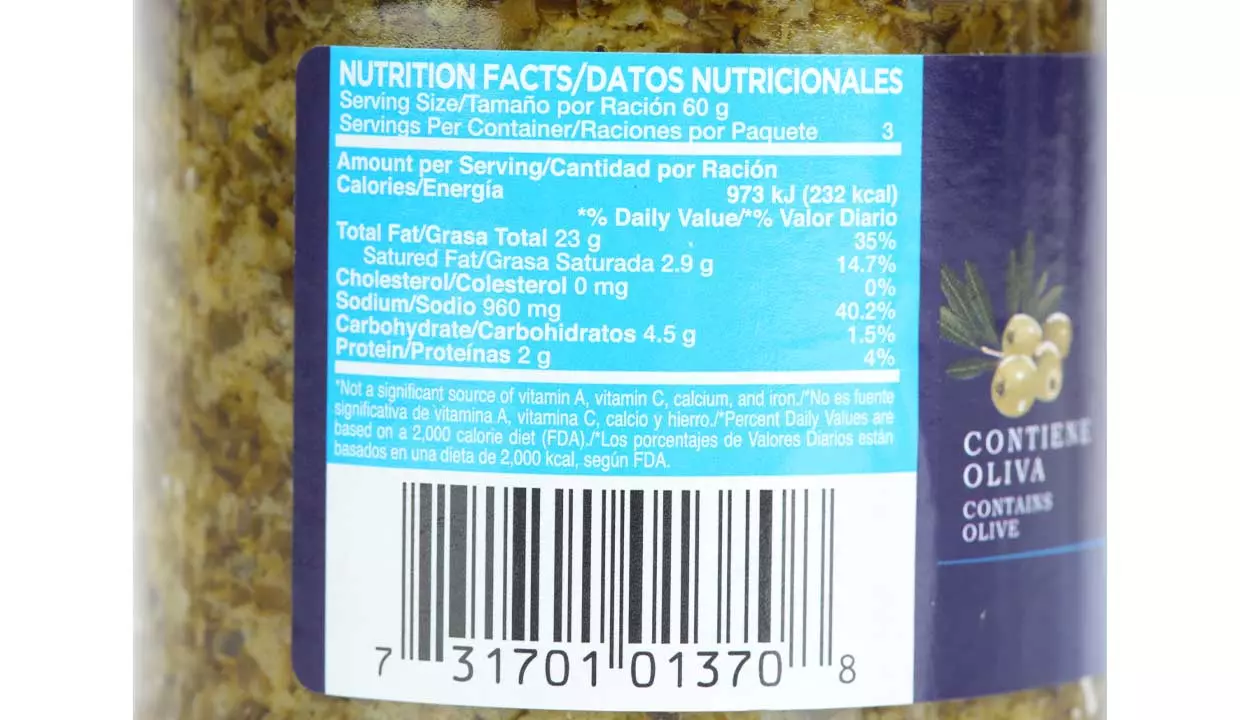 NUTRITION FACTS/DATOS NUTRICIONALES
Serving Size/Tamaño por Ración 60 g
Servings Per Container/Raciones por Paquete 3
Amount per Serving/Cantidad por Ración
Calories/Energía 973 kJ (232 kcal)
*% Daily Value/*% Valor Diario
Total Fat/Grasa Total 23 g 35%
Satured Fat/Grasa Saturada 2.9 g 14.7%
Cholesterol/Colesterol 0 mg 0%
Sodium/Sodio 960 mg 40.2%
Carbohydrate/Carbohidratos 4.5 g 1.5%
Protein/Proteínas 2 g 4%
*Not a significant source of vitamin A, vitamin C, calcium, and iron./*No es fuente
significativa de vitamina A, vitamina C, calcio y hierro./*Percent Daily Values are
based on a 2,000 calorie diet (FDA)./*Los porcentajes de Valores Diarios están
basados en una dieta de 2,000 kcal, según FDA.
7 31701 01370 8
CONTIENE
OLIVA
CONTAINS
OLIVE